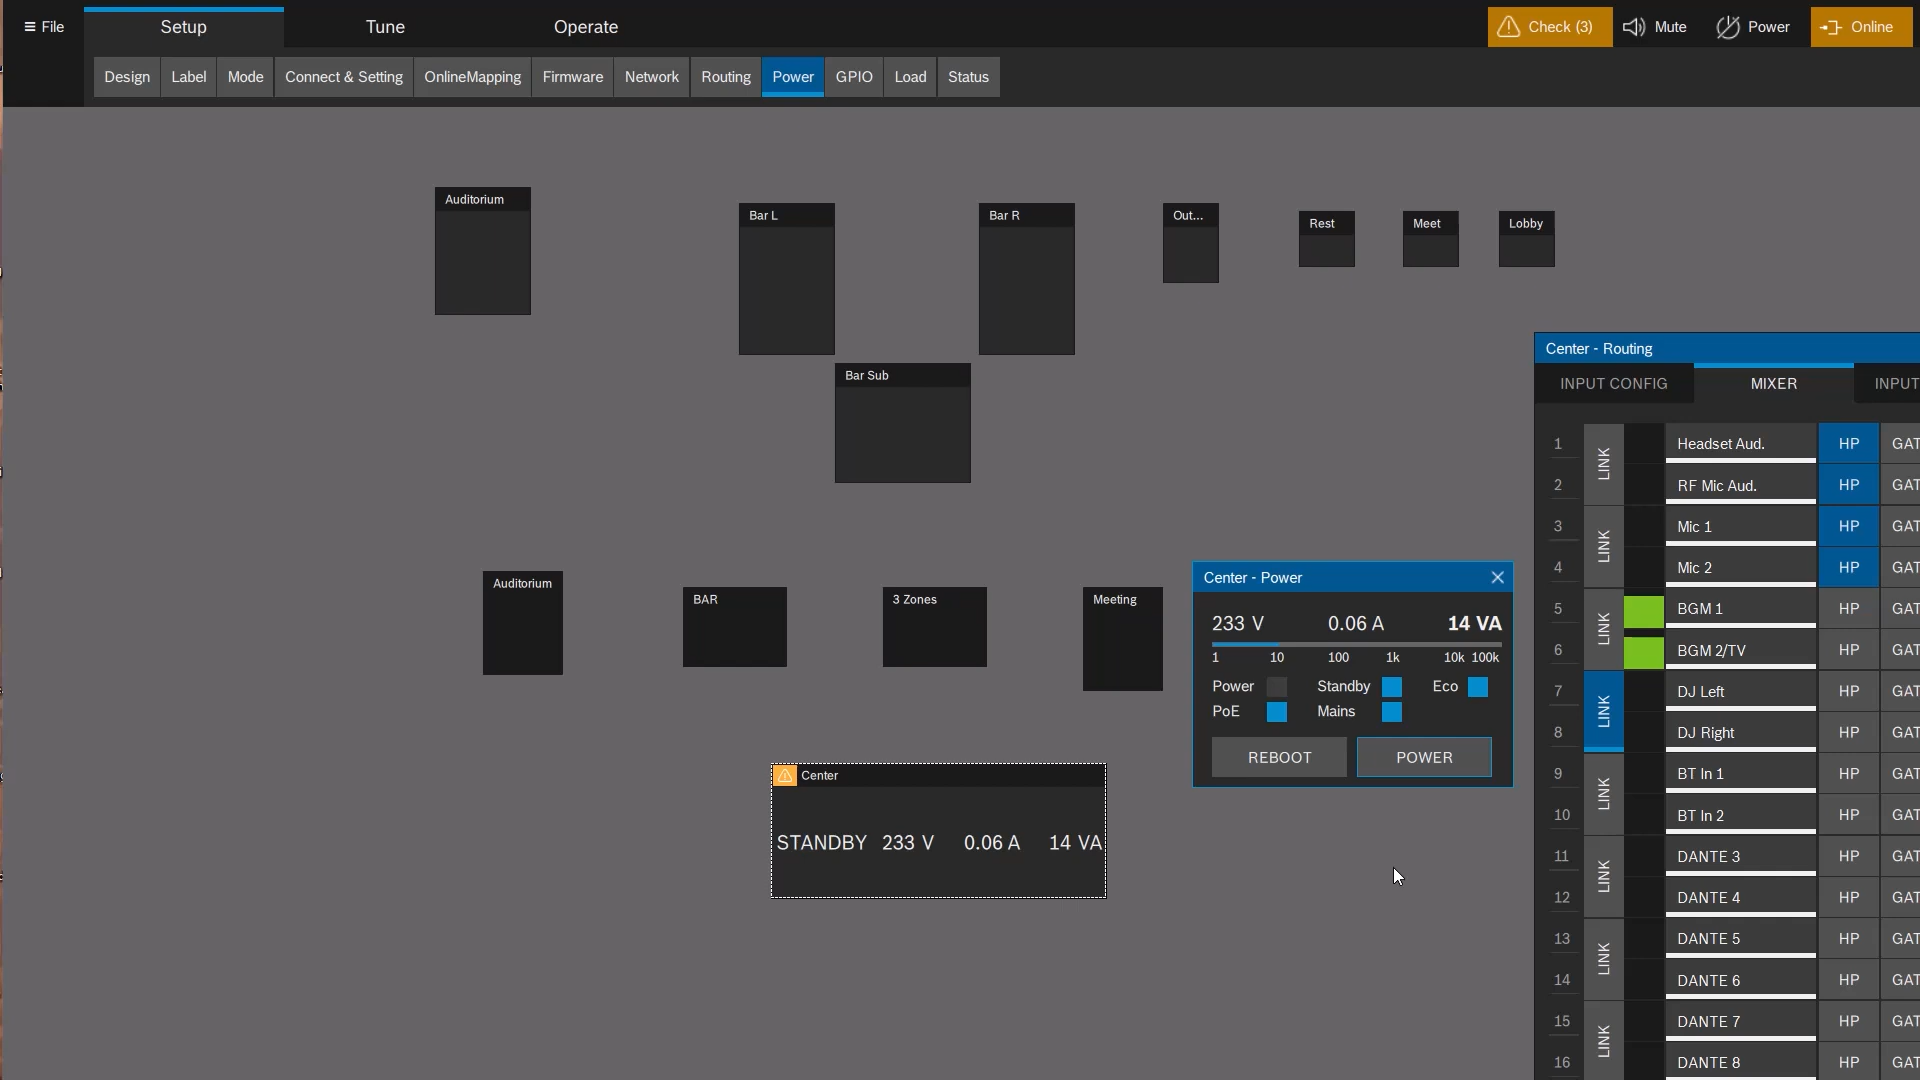 ≡ File
Setup
Tune
Operate
Check (3)
Mute
Power
Online
Design
Label
Mode
Connect & Setting
OnlineMapping
Firmware
Network
Routing
Power
GPIO
Load
Status
Auditorium
Bar L
Bar R
Out...
Rest
Meet
Lobby
Bar Sub
Auditorium
BAR
3 Zones
Meeting
Center
STANDBY 233 V 0.06 A 14 VA
Center - Power
233 V 0.06 A 14 VA
1 10 100 1k 10k 100k
Power Standby Eco
PoE Mains
REBOOT POWER
Center - Routing
INPUT CONFIG MIXER INPUT
1 Headset Aud. HP GAT
LINK
2 RF Mic Aud. HP GAT
3 Mic 1 HP GAT
LINK
4 Mic 2 HP GAT
5 BGM 1 HP GAT
LINK
6 BGM 2/TV HP GAT
7 DJ Left HP GAT
LINK
8 DJ Right HP GAT
9 BT In 1 HP GAT
LINK
10 BT In 2 HP GAT
11 DANTE 3 HP GAT
LINK
12 DANTE 4 HP GAT
13 DANTE 5 HP GAT
LINK
14 DANTE 6 HP GAT
15 DANTE 7 HP GAT
LINK
16 DANTE 8 HP GAT